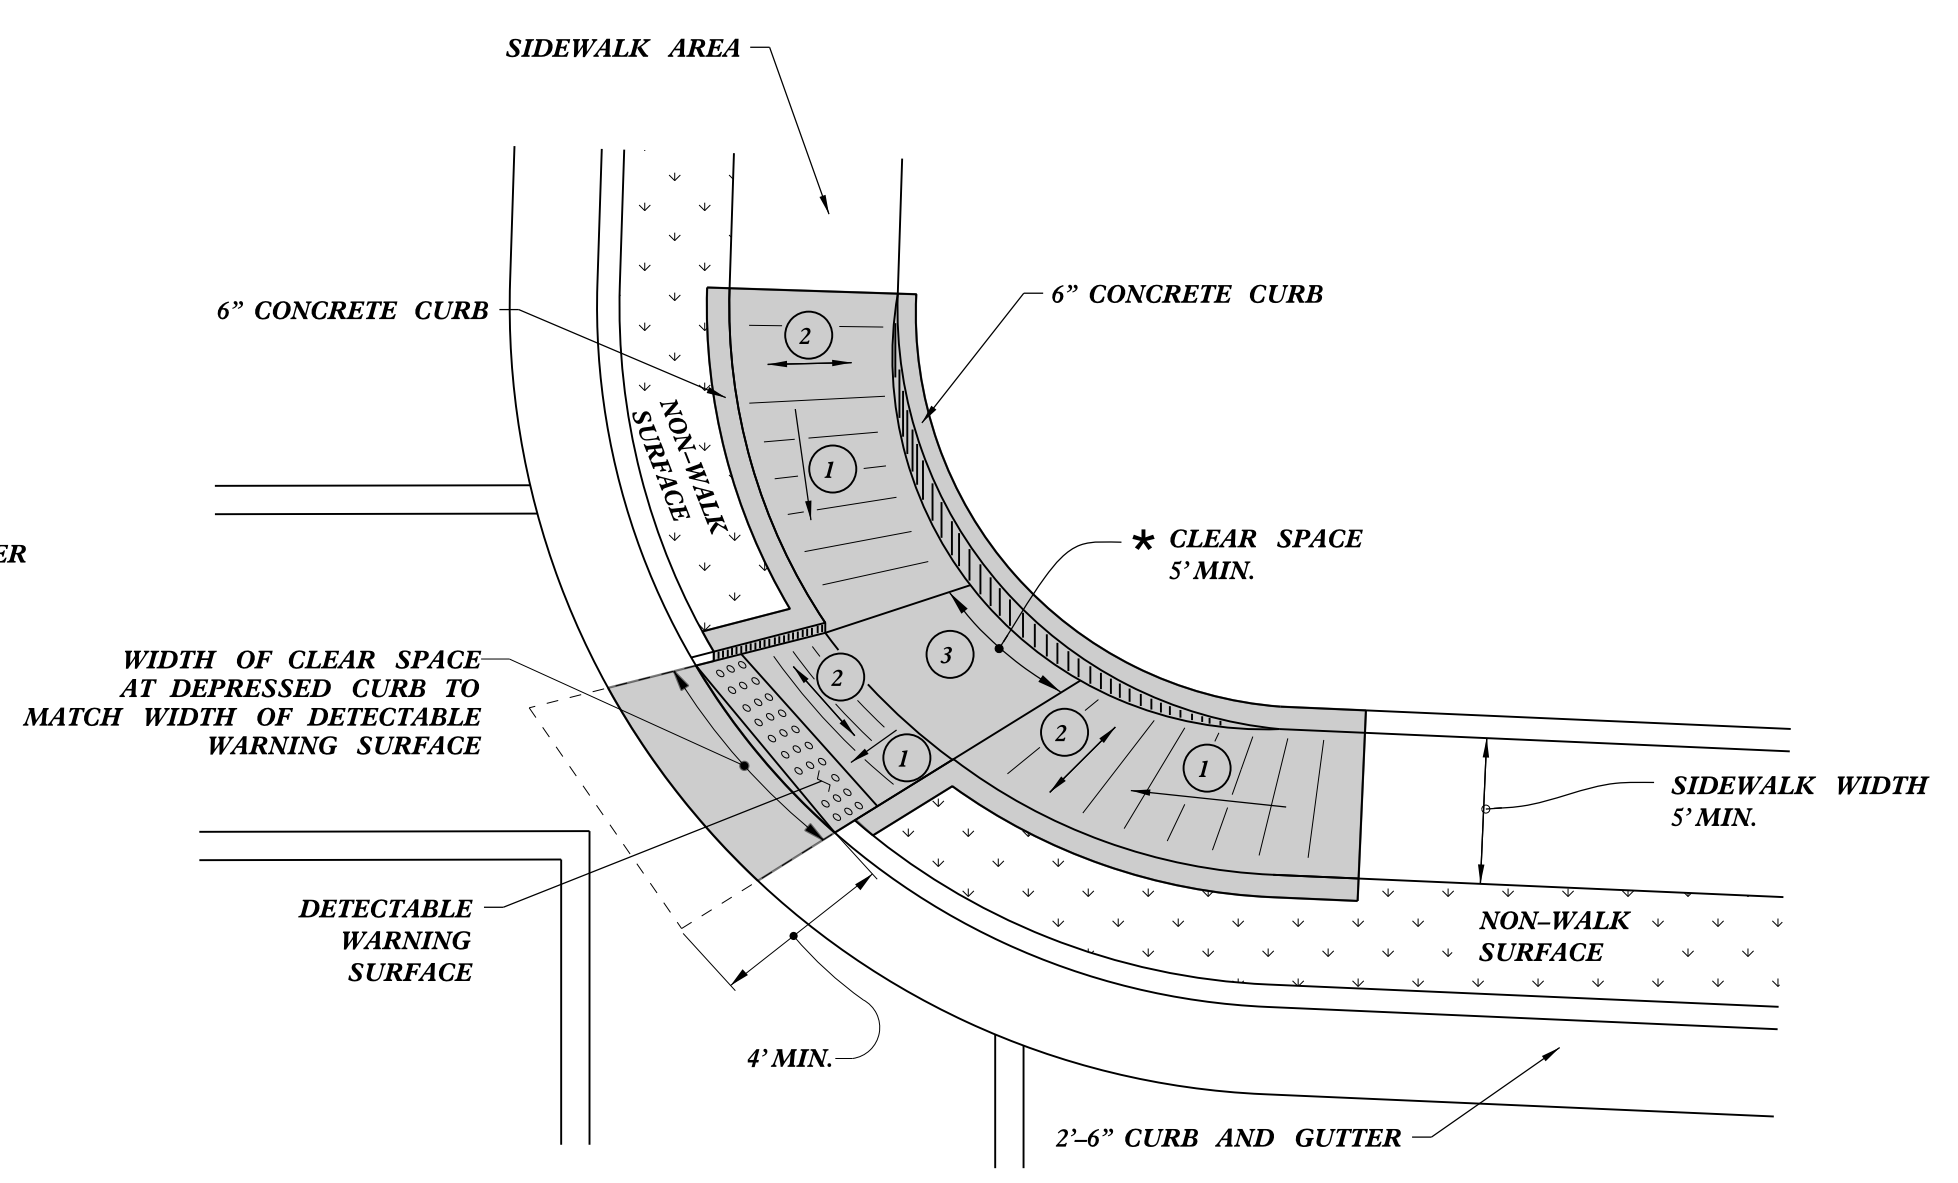 SIDEWALK AREA
6” CONCRETE CURB
6” CONCRETE CURB
2
NON–WALK
SURFACE
1
* CLEAR SPACE
5’ MIN.
ER
WIDTH OF CLEAR SPACE
AT DEPRESSED CURB TO
MATCH WIDTH OF DETECTABLE
WARNING SURFACE
3
2
1
2
1
SIDEWALK WIDTH
5’ MIN.
DETECTABLE
WARNING
SURFACE
NON–WALK
SURFACE
4’ MIN.
2’–6” CURB AND GUTTER